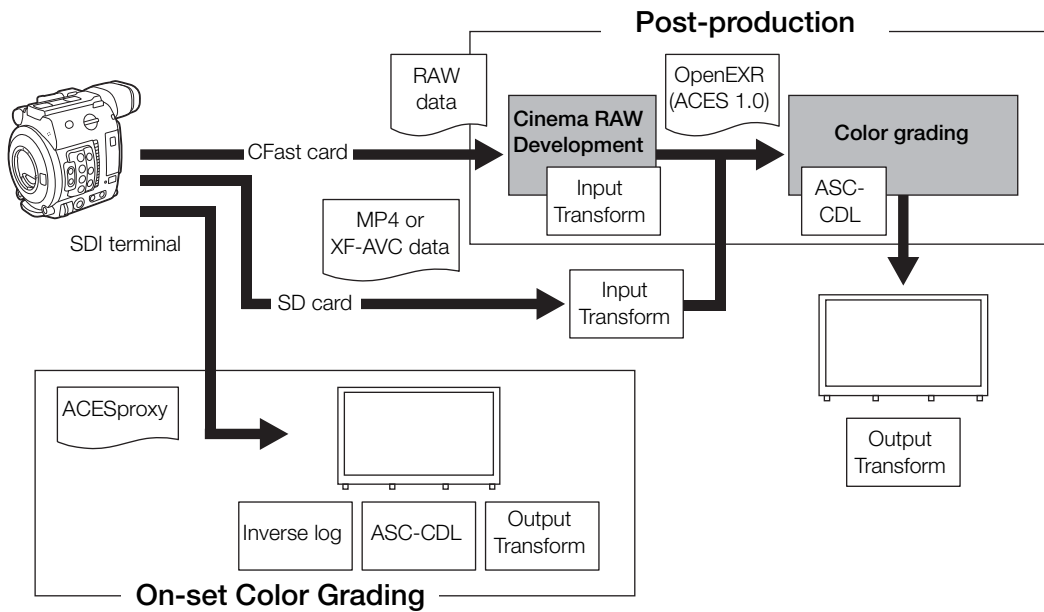 Post-production
RAW
data
OpenEXR
(ACES 1.0)
Cinema RAW
Development
Color grading
CFast card
Input
Transform
ASC-
CDL
MP4 or
XF-AVC data
SDI terminal
SD card
Input
Transform
ACESproxy
Output
Transform
Inverse log
ASC-CDL
Output
Transform
On-set Color Grading